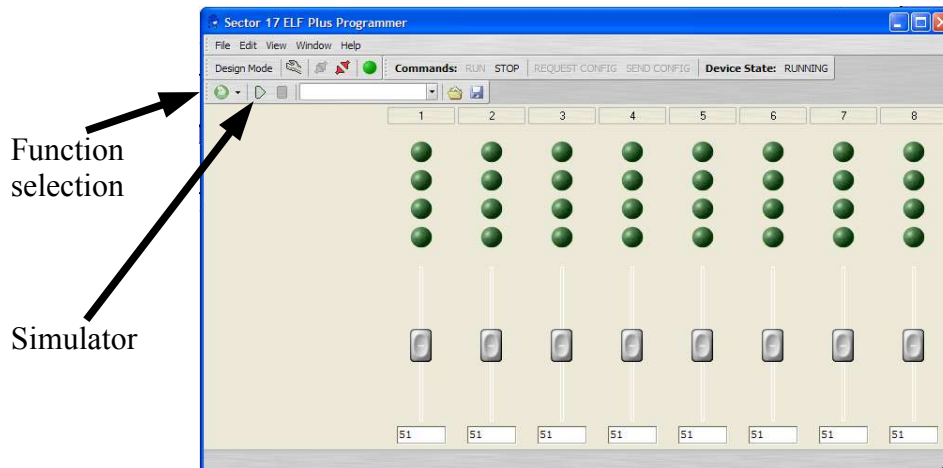 Sector 17 ELF Plus Programmer
File Edit View Window Help
Design Mode Commands: RUN STOP REQUEST CONFIG SEND CONFIG Device State: RUNNING
1 2 3 4 5 6 7 8
Function
selection
Simulator
51 51 51 51 51 51 51 51